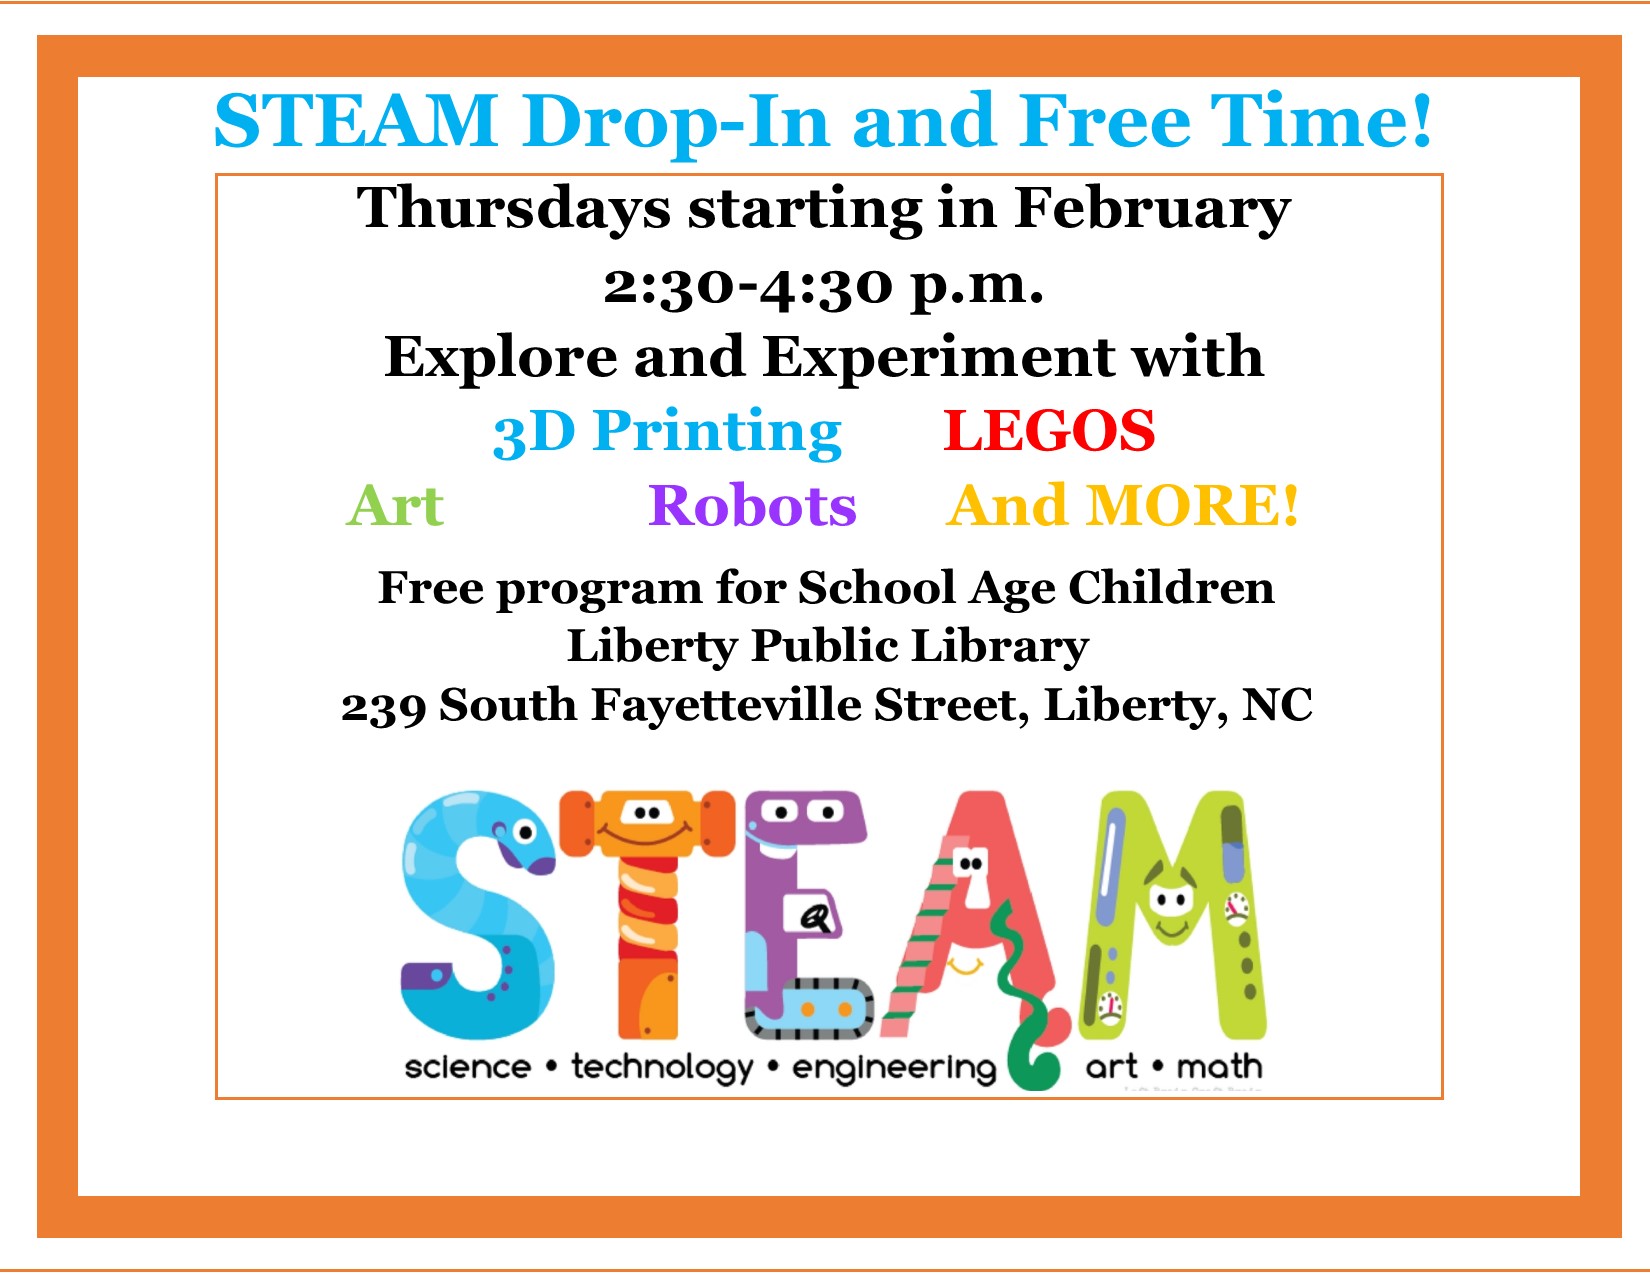 STEAM Drop-In and Free Time!
Thursdays starting in February
2:30-4:30 p.m.
Explore and Experiment with
3D Printing LEGOS
Art Robots And MORE!
Free program for School Age Children
Liberty Public Library
239 South Fayetteville Street, Liberty, NC
STEAM
science • technology • engineering art • math